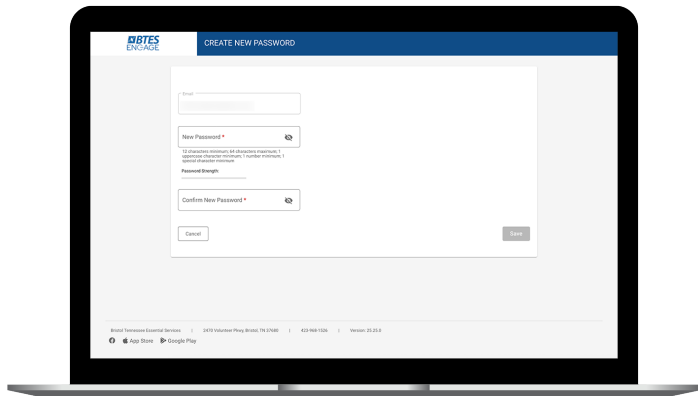 BTES
ENGAGE
CREATE NEW PASSWORD
Email
New Password *
12 characters minimum; 64 characters maximum; 1
uppercase character minimum; 1 number minimum; 1
special character minimum
Password Strength
Confirm New Password *
Cancel
Save
Bristol Tennessee Essential Services | 2470 Volunteer Pkwy, Bristol, TN 37620 | 423-968-1526 | Version: 25.25.0
App Store Google Play